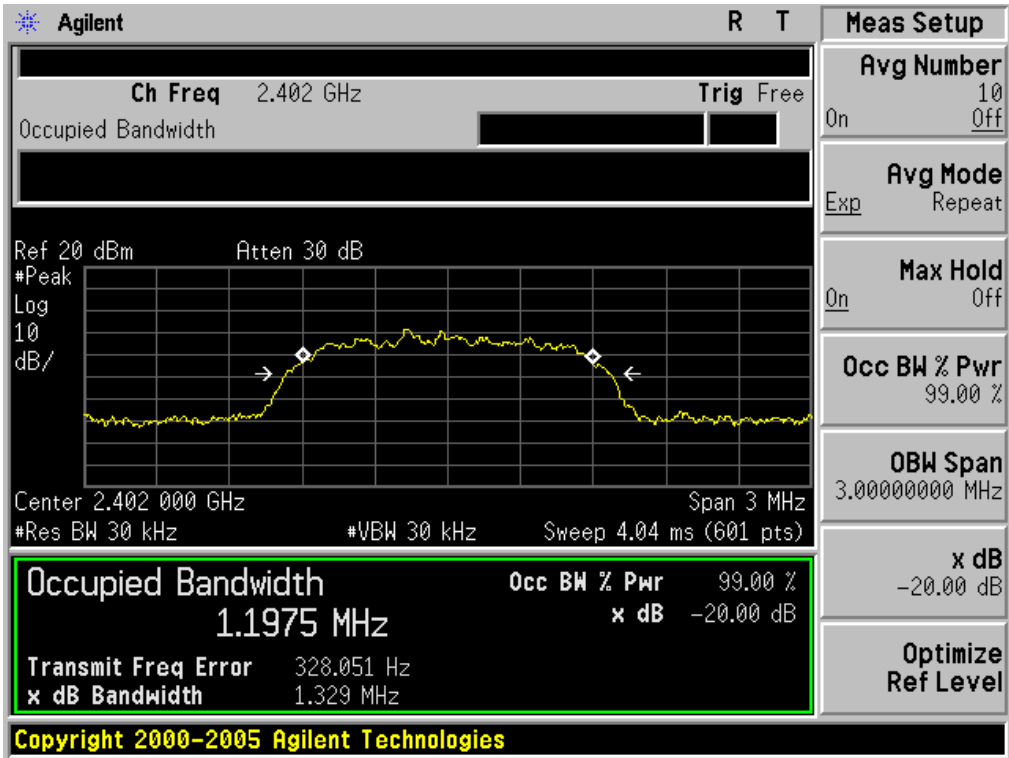 Agilent R T
Ch Freq 2.402 GHz Trig Free
Occupied Bandwidth
Ref 20 dBm Atten 30 dB
#Peak
Log
10
dB/
Center 2.402 000 GHz Span 3 MHz
#Res BW 30 kHz #VBW 30 kHz Sweep 4.04 ms (601 pts)
Occupied Bandwidth Occ BW % Pwr 99.00 %
1.1975 MHz x dB -20.00 dB
Transmit Freq Error 328.051 Hz
x dB Bandwidth 1.329 MHz
Copyright 2000-2005 Agilent Technologies
Meas Setup
Avg Number
10
On Off
Avg Mode
Exp Repeat
Max Hold
On Off
Occ BW % Pwr
99.00 %
OBW Span
3.00000000 MHz
x dB
-20.00 dB
Optimize
Ref Level